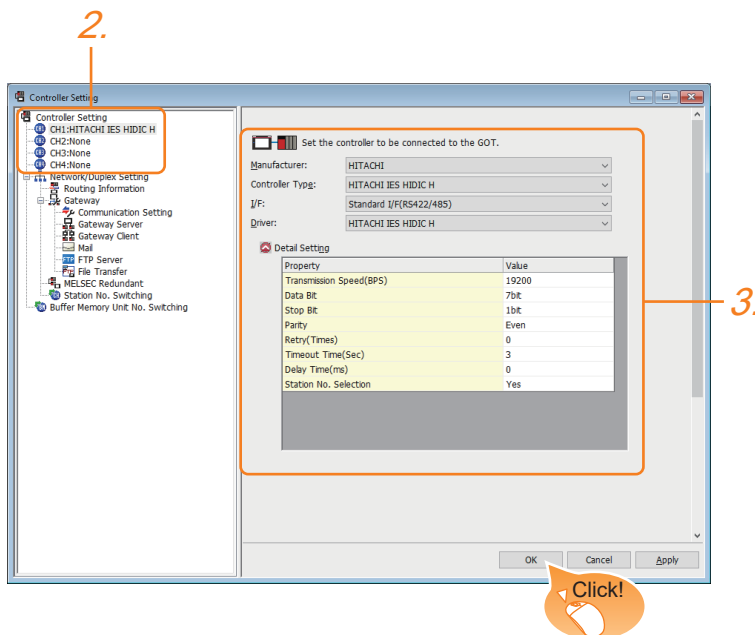 2.
Controller Setting
Controller Setting
CH1:HITACHI IES HIDIC H
CH2:None
CH3:None
CH4:None
Network/Duplex Setting
Routing Information
Gateway
Communication Setting
Gateway Server
Gateway Client
Mail
FTP Server
File Transfer
MELSEC Redundant
Station No. Switching
Buffer Memory Unit No. Switching
Set the controller to be connected to the GOT.
Manufacturer: HITACHI
Controller Type: HITACHI IES HIDIC H
I/F: Standard I/F(RS422/485)
Driver: HITACHI IES HIDIC H
Detail Setting
Property Value
Transmission Speed(BPS) 19200
Data Bit 7bit
Stop Bit 1bit
Parity Even
Retry(Times) 0
Timeout Time(Sec) 3
Delay Time(ms) 0
Station No. Selection Yes
3.
OK Cancel Apply
Click!